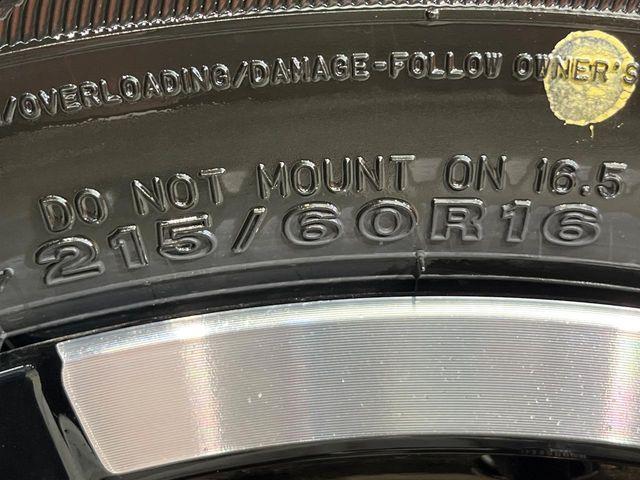 /OVERLOADING/DAMAGE-FOLLOW OWNER'S
DO NOT MOUNT ON 16.5
215/60R16